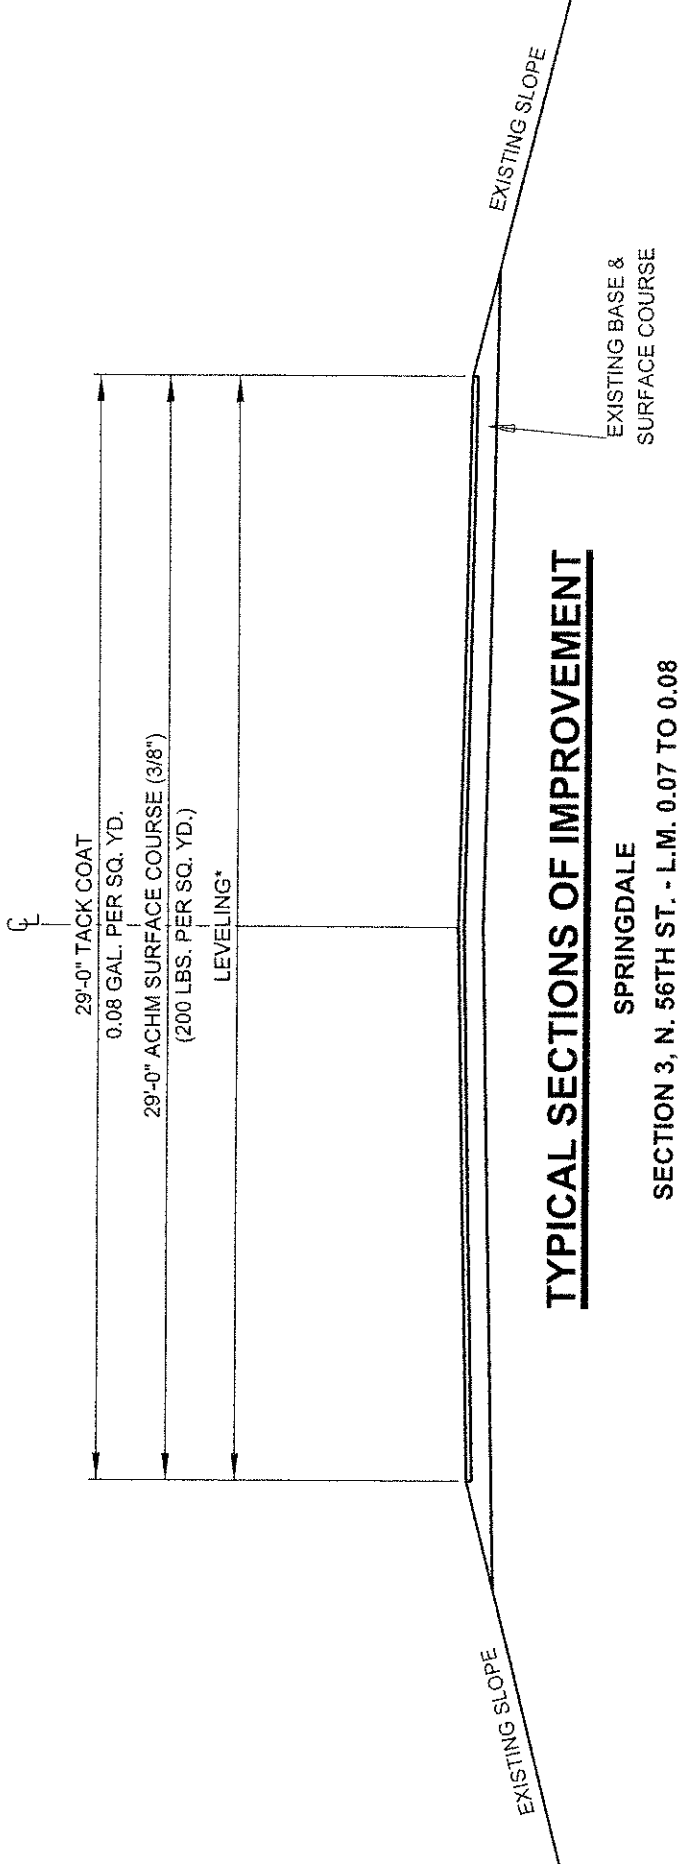 ℄
29'-0" TACK COAT
0.08 GAL. PER SQ. YD.
29'-0" ACHM SURFACE COURSE (3/8")
(200 LBS. PER SQ. YD.)
LEVELING*
EXISTING SLOPE
EXISTING SLOPE
EXISTING BASE &
SURFACE COURSE
TYPICAL SECTIONS OF IMPROVEMENT
SPRINGDALE
SECTION 3, N. 56TH ST. - L.M. 0.07 TO 0.08